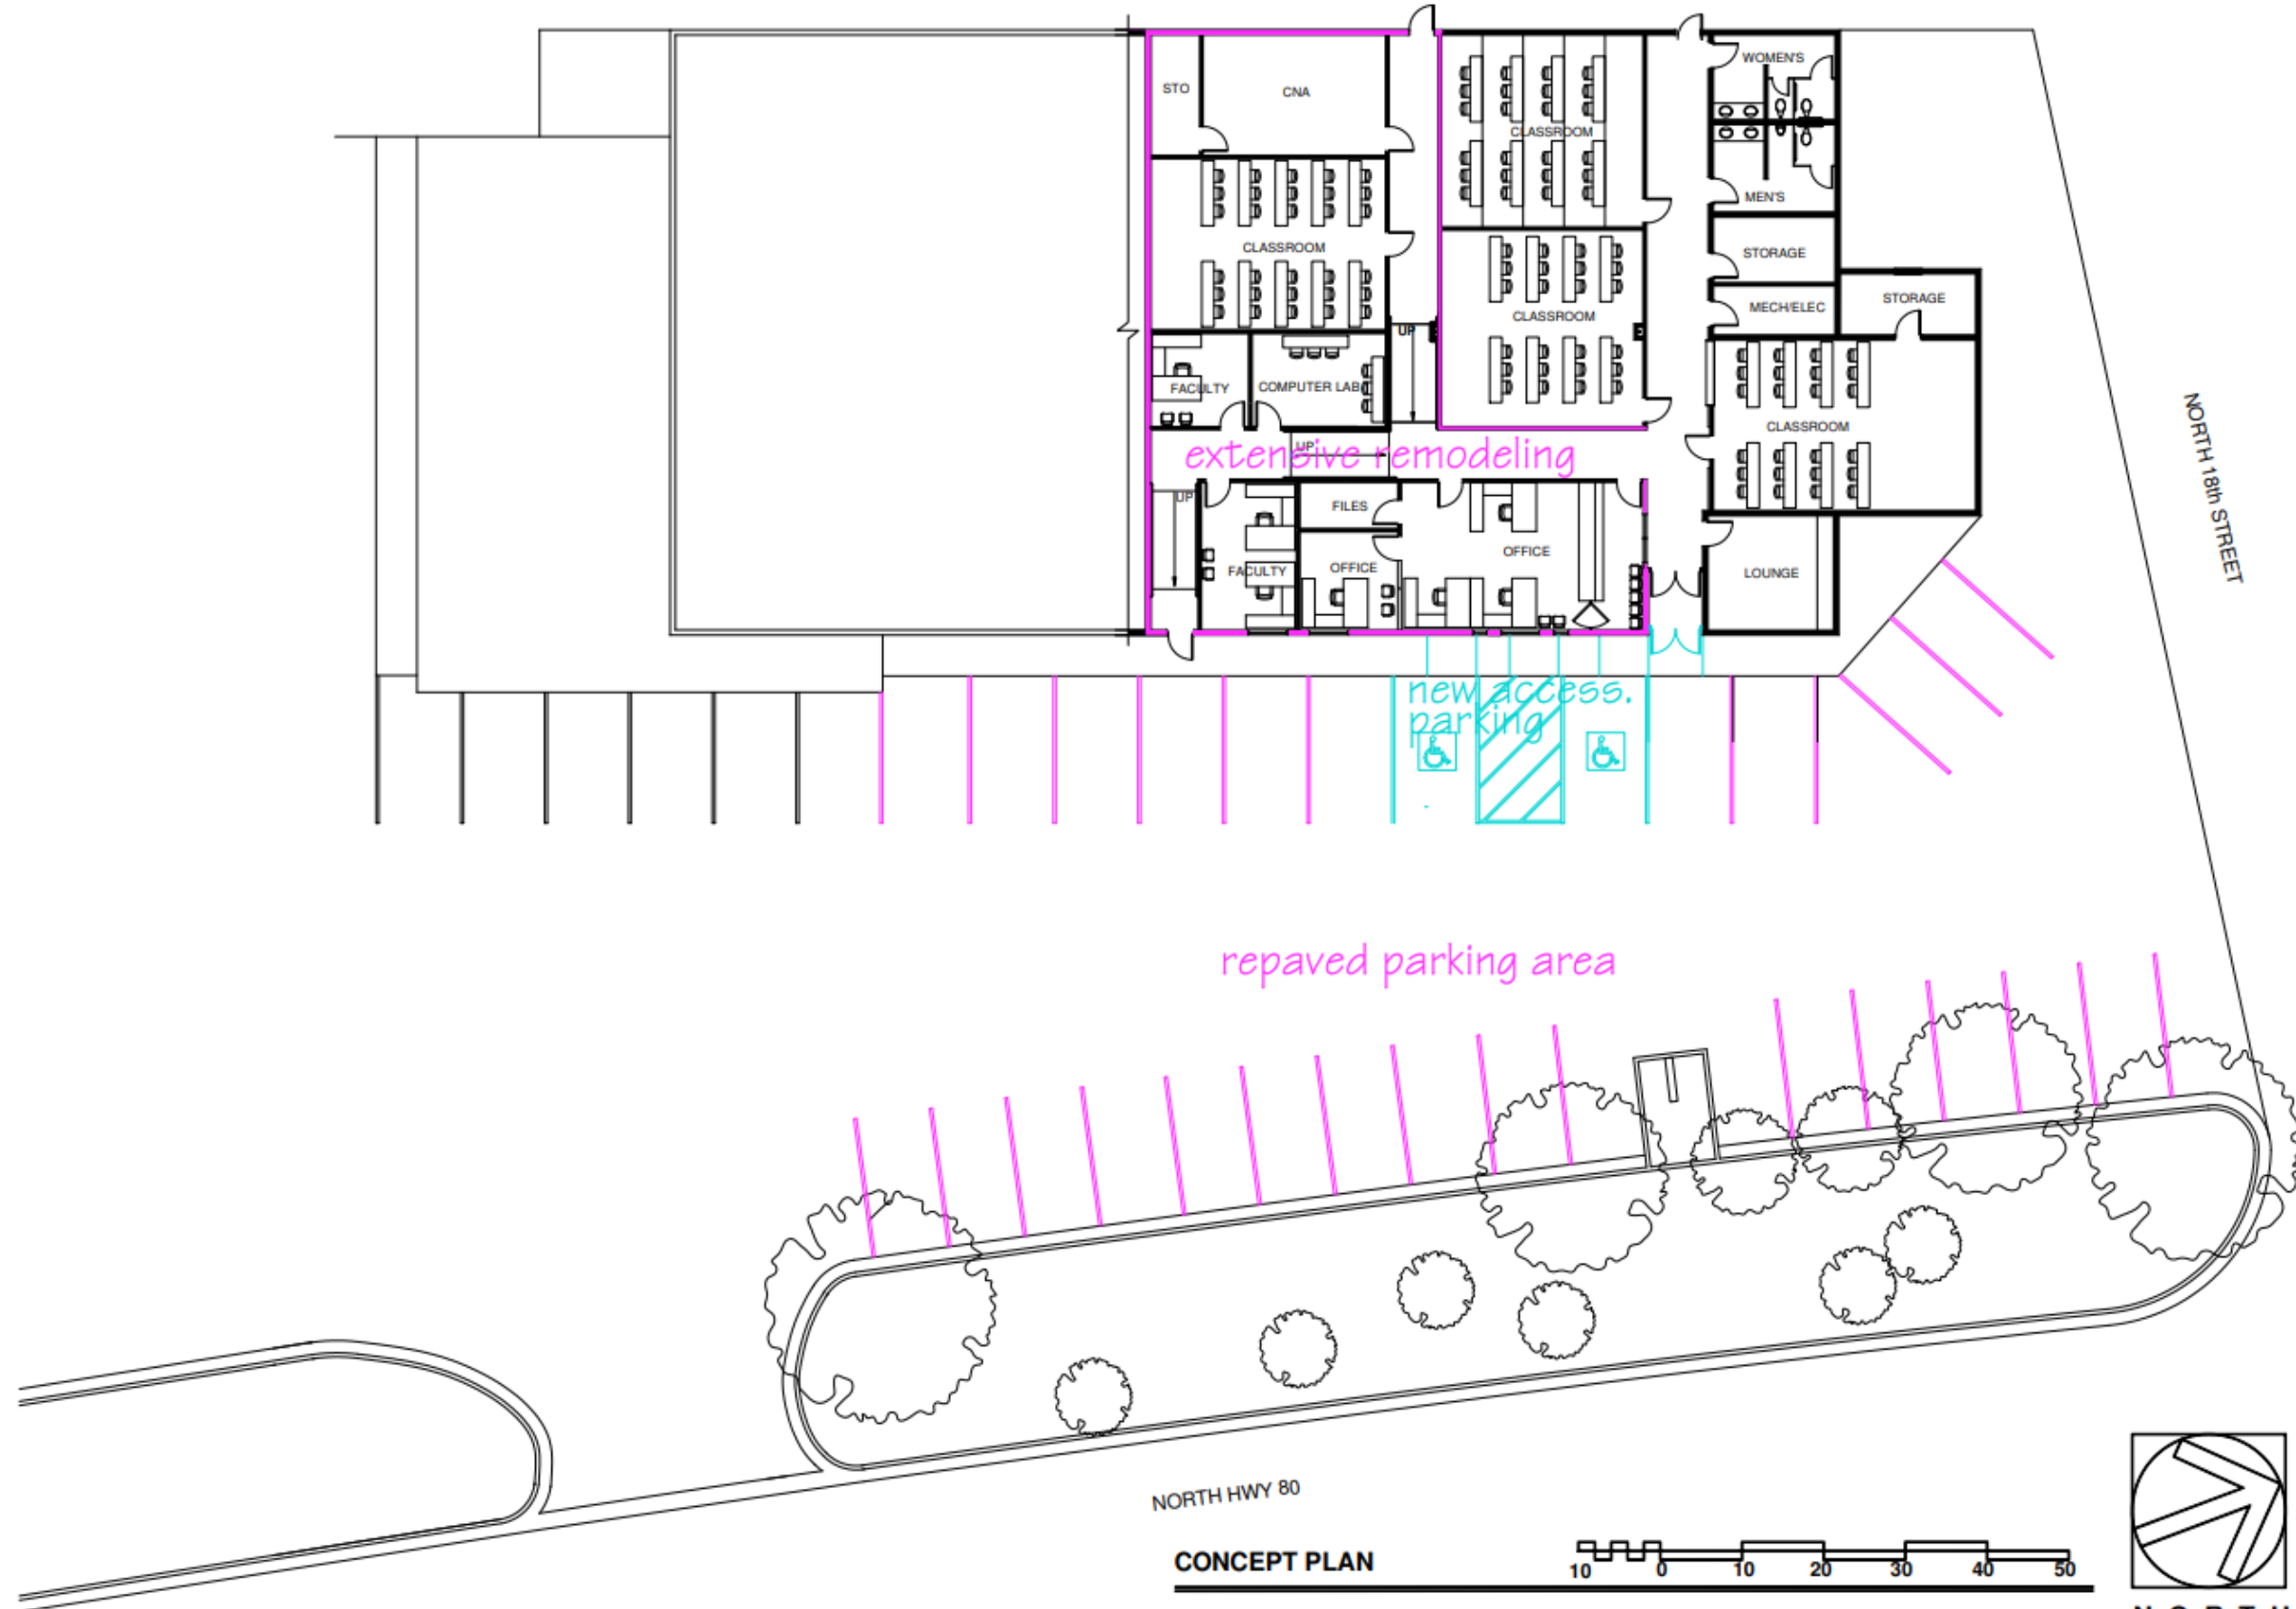 WOMEN'S
STO
CNA
CLASSROOM
MEN'S
CLASSROOM
STORAGE
STORAGE
MECH/ELEC
CLASSROOM
UP
FACULTY
COMPUTER LAB
CLASSROOM
UP
extensive remodeling
NORTH 18th STREET
UP
FILES
OFFICE
FACULTY
OFFICE
LOUNGE
new access.
parking
repaved parking area
NORTH HWY 80
CONCEPT PLAN
10 0 10 20 30 40 50